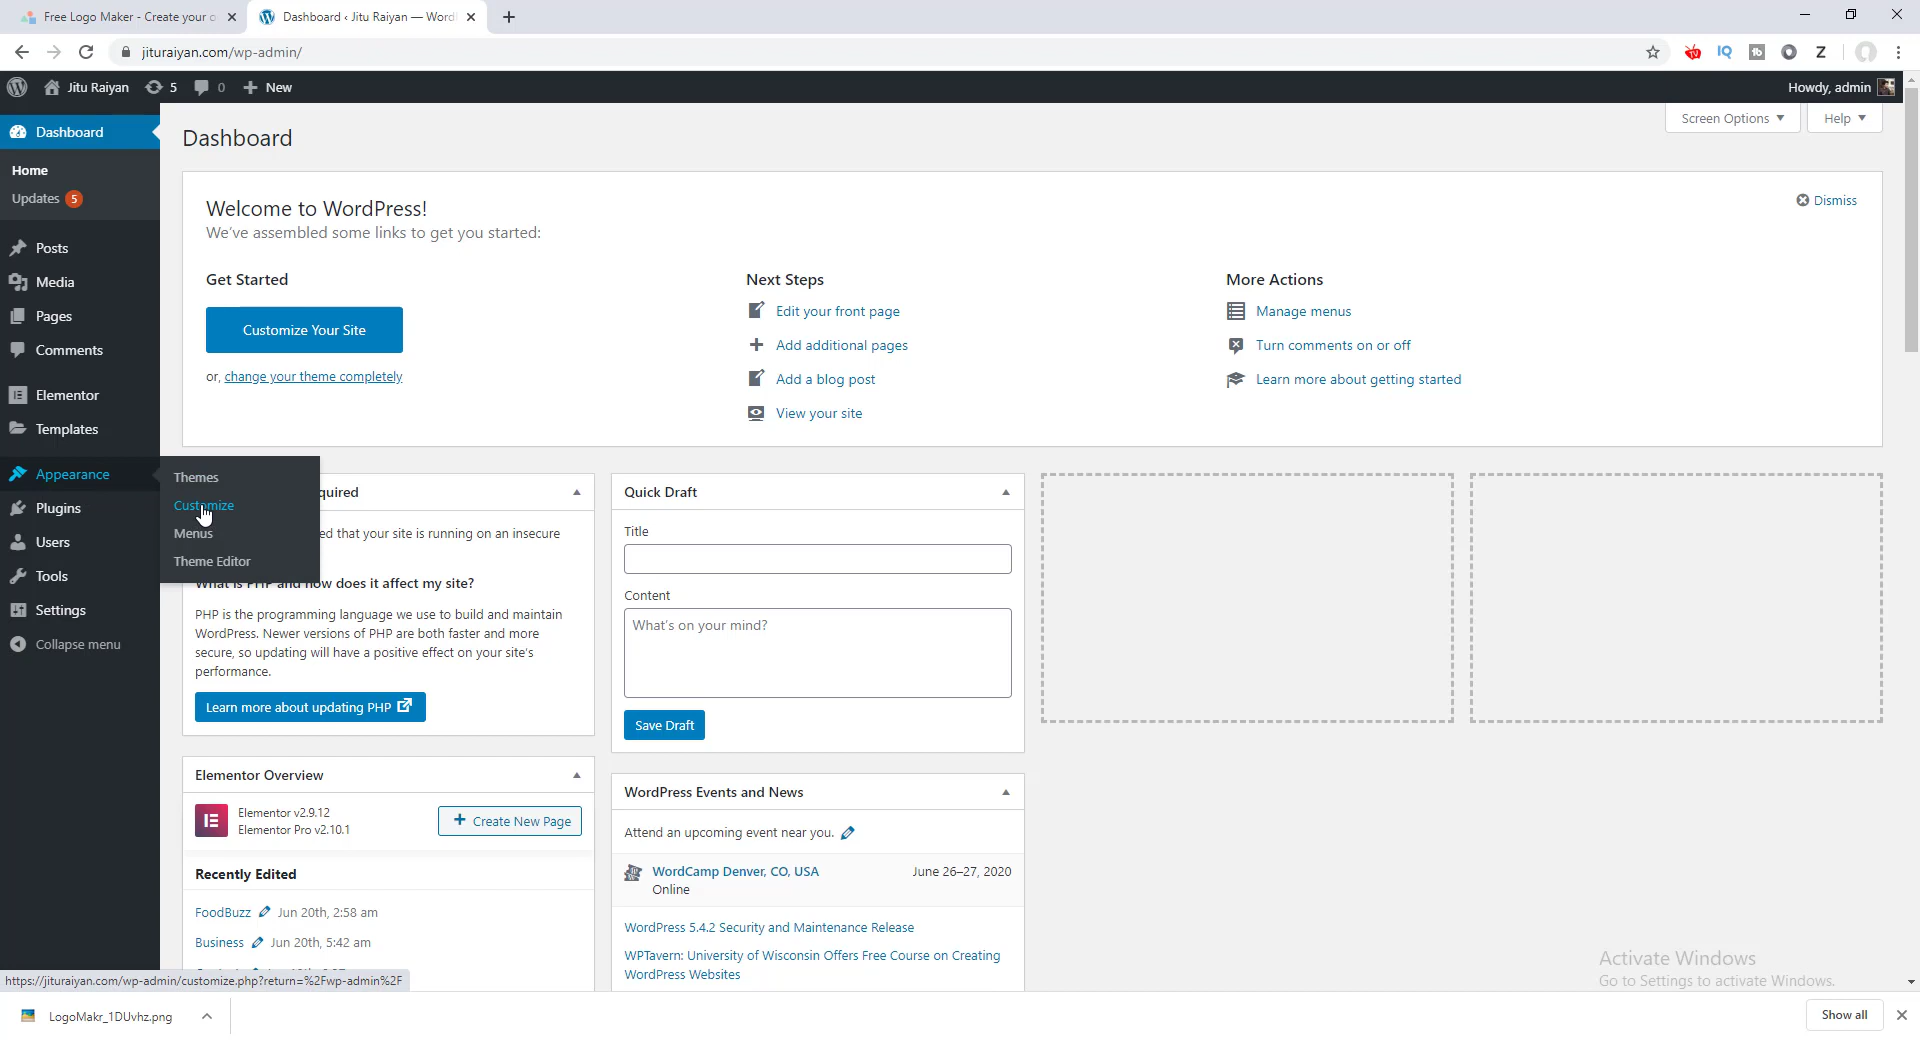 Free Logo Maker - Create your o
Dashboard ‹ Jitu Raiyan — Word
jituraiyan.com/wp-admin/
Jitu Raiyan
5
0
New
Howdy, admin
Dashboard
Home
Updates 5
Posts
Media
Pages
Comments
Elementor
Templates
Appearance
Plugins
Users
Tools
Settings
Collapse menu
Themes
Customize
Menus
Theme Editor
Dashboard
Screen Options
Help
Welcome to WordPress!
We've assembled some links to get you started:
Dismiss
Get Started
Customize Your Site
or, change your theme completely
Next Steps
Edit your front page
Add additional pages
Add a blog post
View your site
More Actions
Manage menus
Turn comments on or off
Learn more about getting started
quired
ed that your site is running on an insecure
What is PHP and how does it affect my site?
PHP is the programming language we use to build and maintain
WordPress. Newer versions of PHP are both faster and more
secure, so updating will have a positive effect on your site's
performance.
Learn more about updating PHP
Elementor Overview
Elementor v2.9.12
Elementor Pro v2.10.1
Create New Page
Recently Edited
FoodBuzz Jun 20th, 2:58 am
Business Jun 20th, 5:42 am
Quick Draft
Title
Content
What's on your mind?
Save Draft
WordPress Events and News
Attend an upcoming event near you.
WordCamp Denver, CO, USA
Online
June 26–27, 2020
WordPress 5.4.2 Security and Maintenance Release
WPTavern: University of Wisconsin Offers Free Course on Creating
WordPress Websites
Activate Windows
Go to Settings to activate Windows.
https://jituraiyan.com/wp-admin/customize.php?return=%2Fwp-admin%2F
LogoMakr_1DUvhz.png
Show all